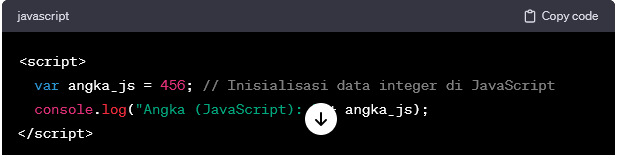 javascript
Copy code
<script>
var angka_js = 456; // Inisialisasi data integer di JavaScript
console.log("Angka (JavaScript): angka_js);
</script>